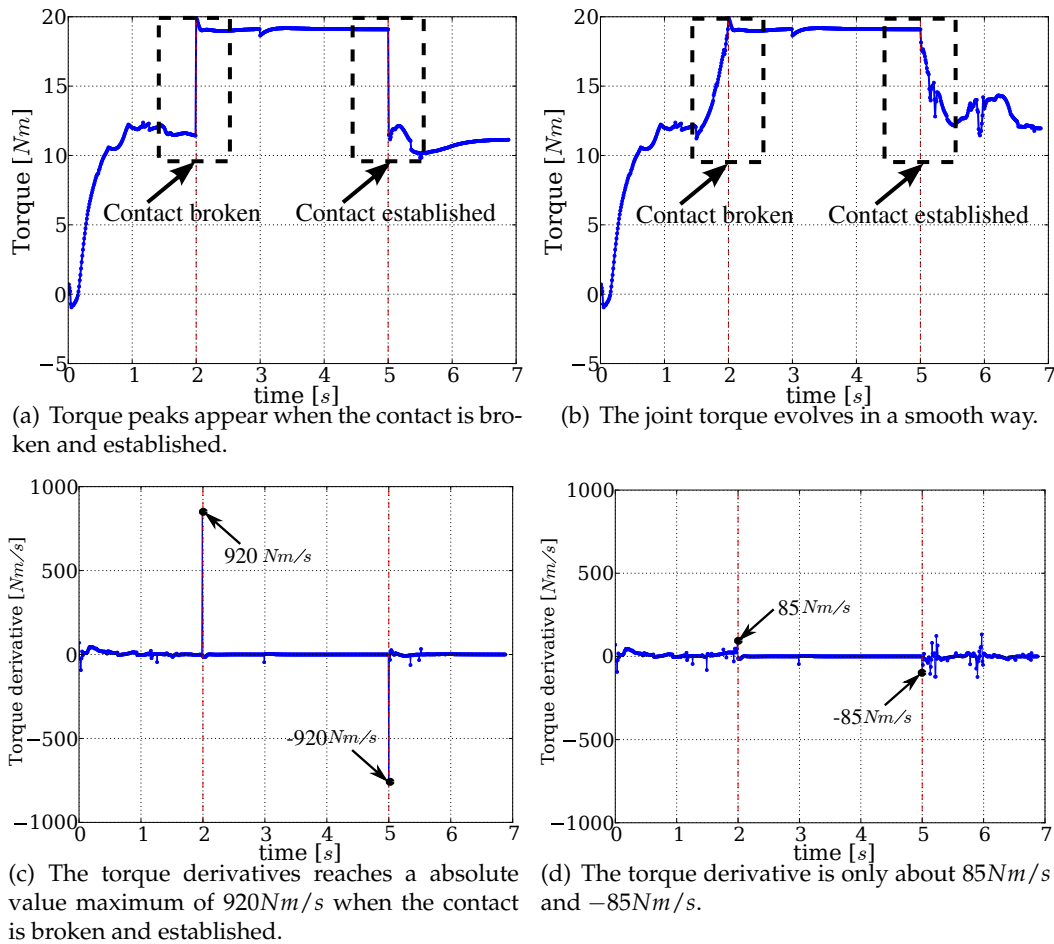 20
15
10
5
0
−5
Torque [Nm]
Contact broken
Contact established
0 1 2 3 4 5 6 7
time [s]
(a) Torque peaks appear when the contact is bro-
ken and established.
20
15
10
5
0
−5
Torque [Nm]
Contact broken
Contact established
0 1 2 3 4 5 6 7
time [s]
(b) The joint torque evolves in a smooth way.
1000
500
0
−500
−1000
Torque derivative [Nm/s]
920 Nm/s
-920Nm/s
0 1 2 3 4 5 6 7
time [s]
(c) The torque derivatives reaches a absolute
value maximum of 920Nm/s when the contact
is broken and established.
1000
500
0
−500
−1000
Torque derivative [Nm/s]
85 Nm/s
-85Nm/s
0 1 2 3 4 5 6 7
time [s]
(d) The torque derivative is only about 85Nm/s
and −85Nm/s.